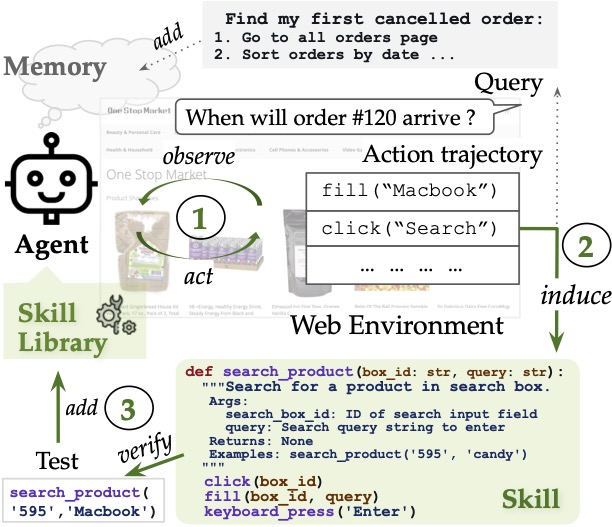 Find my first cancelled order:
1. Go to all orders page
2. Sort orders by date ...
add
Memory
Query
One Stop Market
When will order #120 arrive ?
Beauty & Personal Care
Health & Household
Cell Phones & Accessories
observe
Action trajectory
One Stop Market
fill("Macbook")
Product
1
click("Search")
2
Agent
act
... ... ... ...
induce
Web Environment
Skill
Library
def search_product(box_id: str, query: str):
"""Search for a product in search box.
Args:
search_box_id: ID of search input field
query: Search query string to enter
Returns: None
Examples: search_product('595', 'candy')
"""
click(box_id)
fill(box_id, query)
keyboard_press('Enter')
Skill
add
3
verify
Test
search_product(
'595','Macbook')